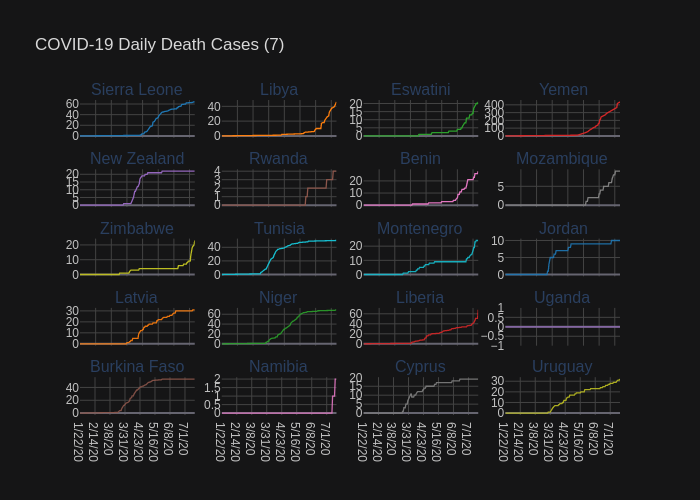 COVID-19 Daily Death Cases (7)
Sierra Leone Libya Eswatini Yemen
60 40 20 0
40 20 0
20 15 10 5 0
400 300 200 100 0
New Zealand Rwanda Benin Mozambique
20 15 10 5 0
4 3 2 1 0
20 10 0
5 0
Zimbabwe Tunisia Montenegro Jordan
20 10 0
40 20 0
20 10 0
10 5 0
Latvia Niger Liberia Uganda
30 20 10 0
60 40 20 0
60 40 20 0
1 0.5 0 −0.5 −1
Burkina Faso Namibia Cyprus Uruguay
40 20 0
2 1.5 1 0.5 0
20 15 10 5 0
30 20 10 0
1/22/20 2/14/20 3/8/20 3/31/20 4/23/20 5/16/20 6/8/20 7/1/20
1/22/20 2/14/20 3/8/20 3/31/20 4/23/20 5/16/20 6/8/20 7/1/20
1/22/20 2/14/20 3/8/20 3/31/20 4/23/20 5/16/20 6/8/20 7/1/20
1/22/20 2/14/20 3/8/20 3/31/20 4/23/20 5/16/20 6/8/20 7/1/20